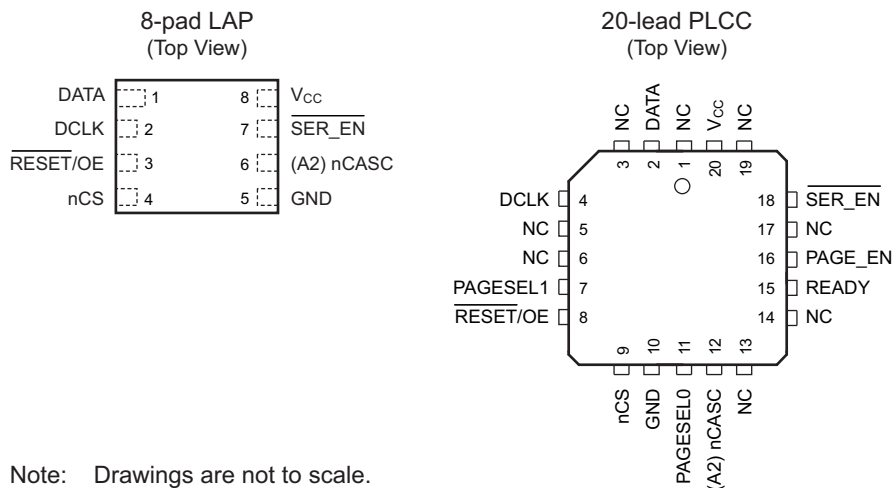 8-pad LAP
(Top View)
DATA 1 8 VCC
DCLK 2 7 SER_EN
RESET/OE 3 6 (A2) nCASC
nCS 4 5 GND
20-lead PLCC
(Top View)
NC DATA NC VCC NC
3 2 1 20 19
DCLK 4 18 SER_EN
NC 5 17 NC
NC 6 16 PAGE_EN
PAGESEL1 7 15 READY
RESET/OE 8 14 NC
9 10 11 12 13
nCS GND PAGESEL0 (A2) nCASC NC
Note: Drawings are not to scale.